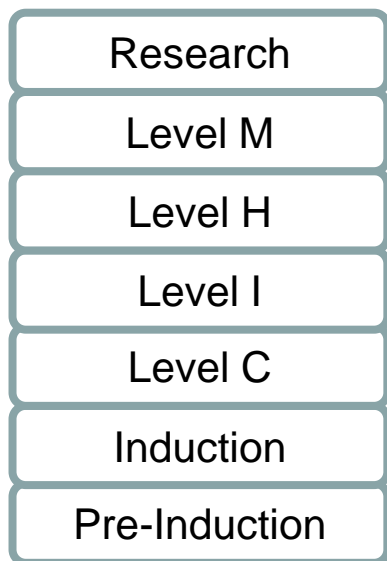 Research
Level M
Level H
Level I
Level C
Induction
Pre-Induction